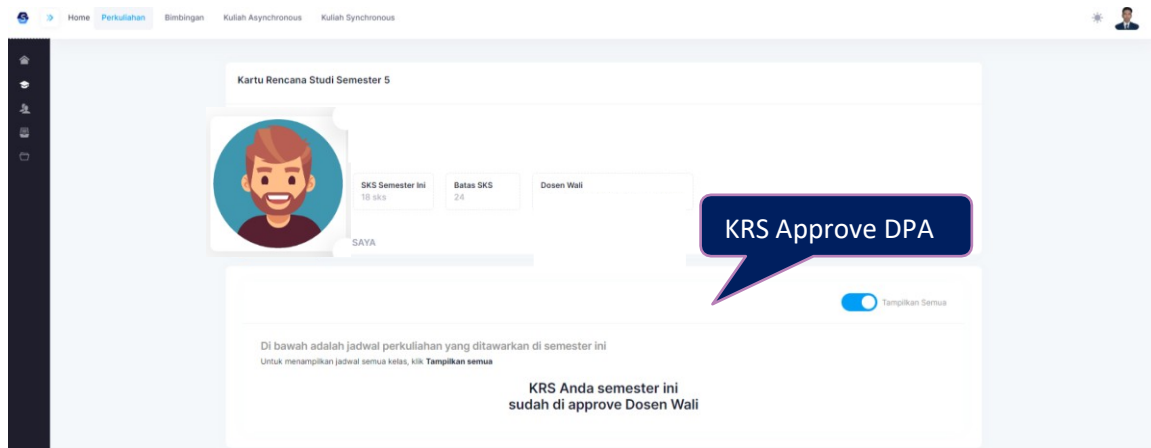 Home Perkuliahan Bimbingan Kuliah Asynchronous Kuliah Synchronous
Kartu Rencana Studi Semester 5
SKS Semester Ini Batas SKS Dosen Wali
18 sks 24
KRS Approve DPA
SAYA
Tampilkan Semua
Di bawah adalah jadwal perkuliahan yang ditawarkan di semester ini
Untuk menampilkan jadwal semua kelas, klik Tampilkan semua
KRS Anda semester ini
sudah di approve Dosen Wali